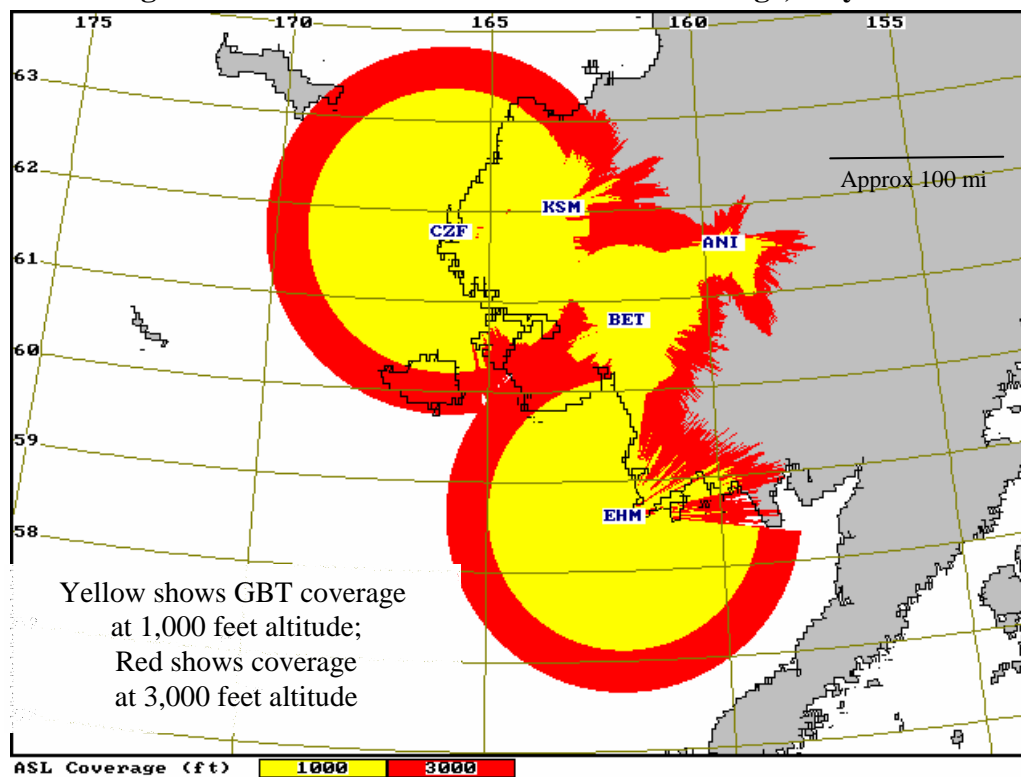 175 170 165 160 155
63
62
61
60
59
58
KSM
CZF
ANI
BET
EHM
Approx 100 mi
Yellow shows GBT coverage
at 1,000 feet altitude;
Red shows coverage
at 3,000 feet altitude
ASL Coverage (ft) 1000 3000